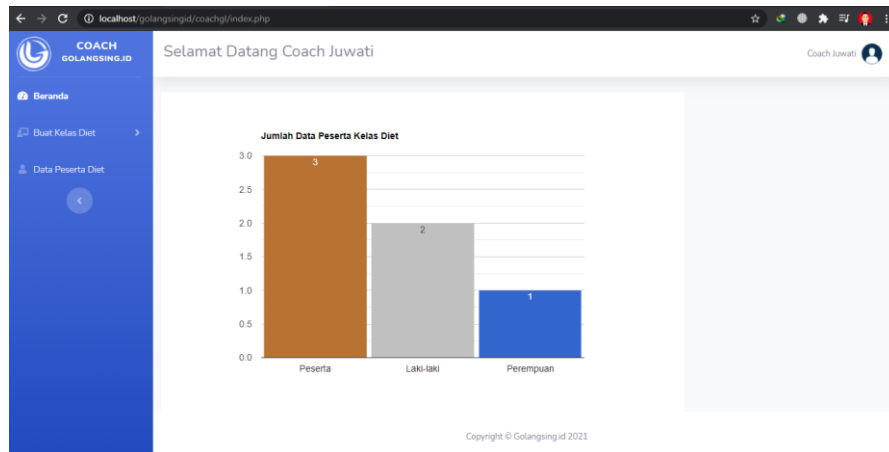 localhost/golangsingid/coachgl/index.php
COACH
GOLANGSING.ID
Selamat Datang Coach Juwati
Coach Juwati
Beranda
Buat Kelas Diet
Data Peserta Diet
Jumlah Data Peserta Kelas Diet
3.0
2.5
2.0
1.5
1.0
0.5
0.0
3
2
1
Peserta
Laki-laki
Perempuan
Copyright © Golangsing.id 2021